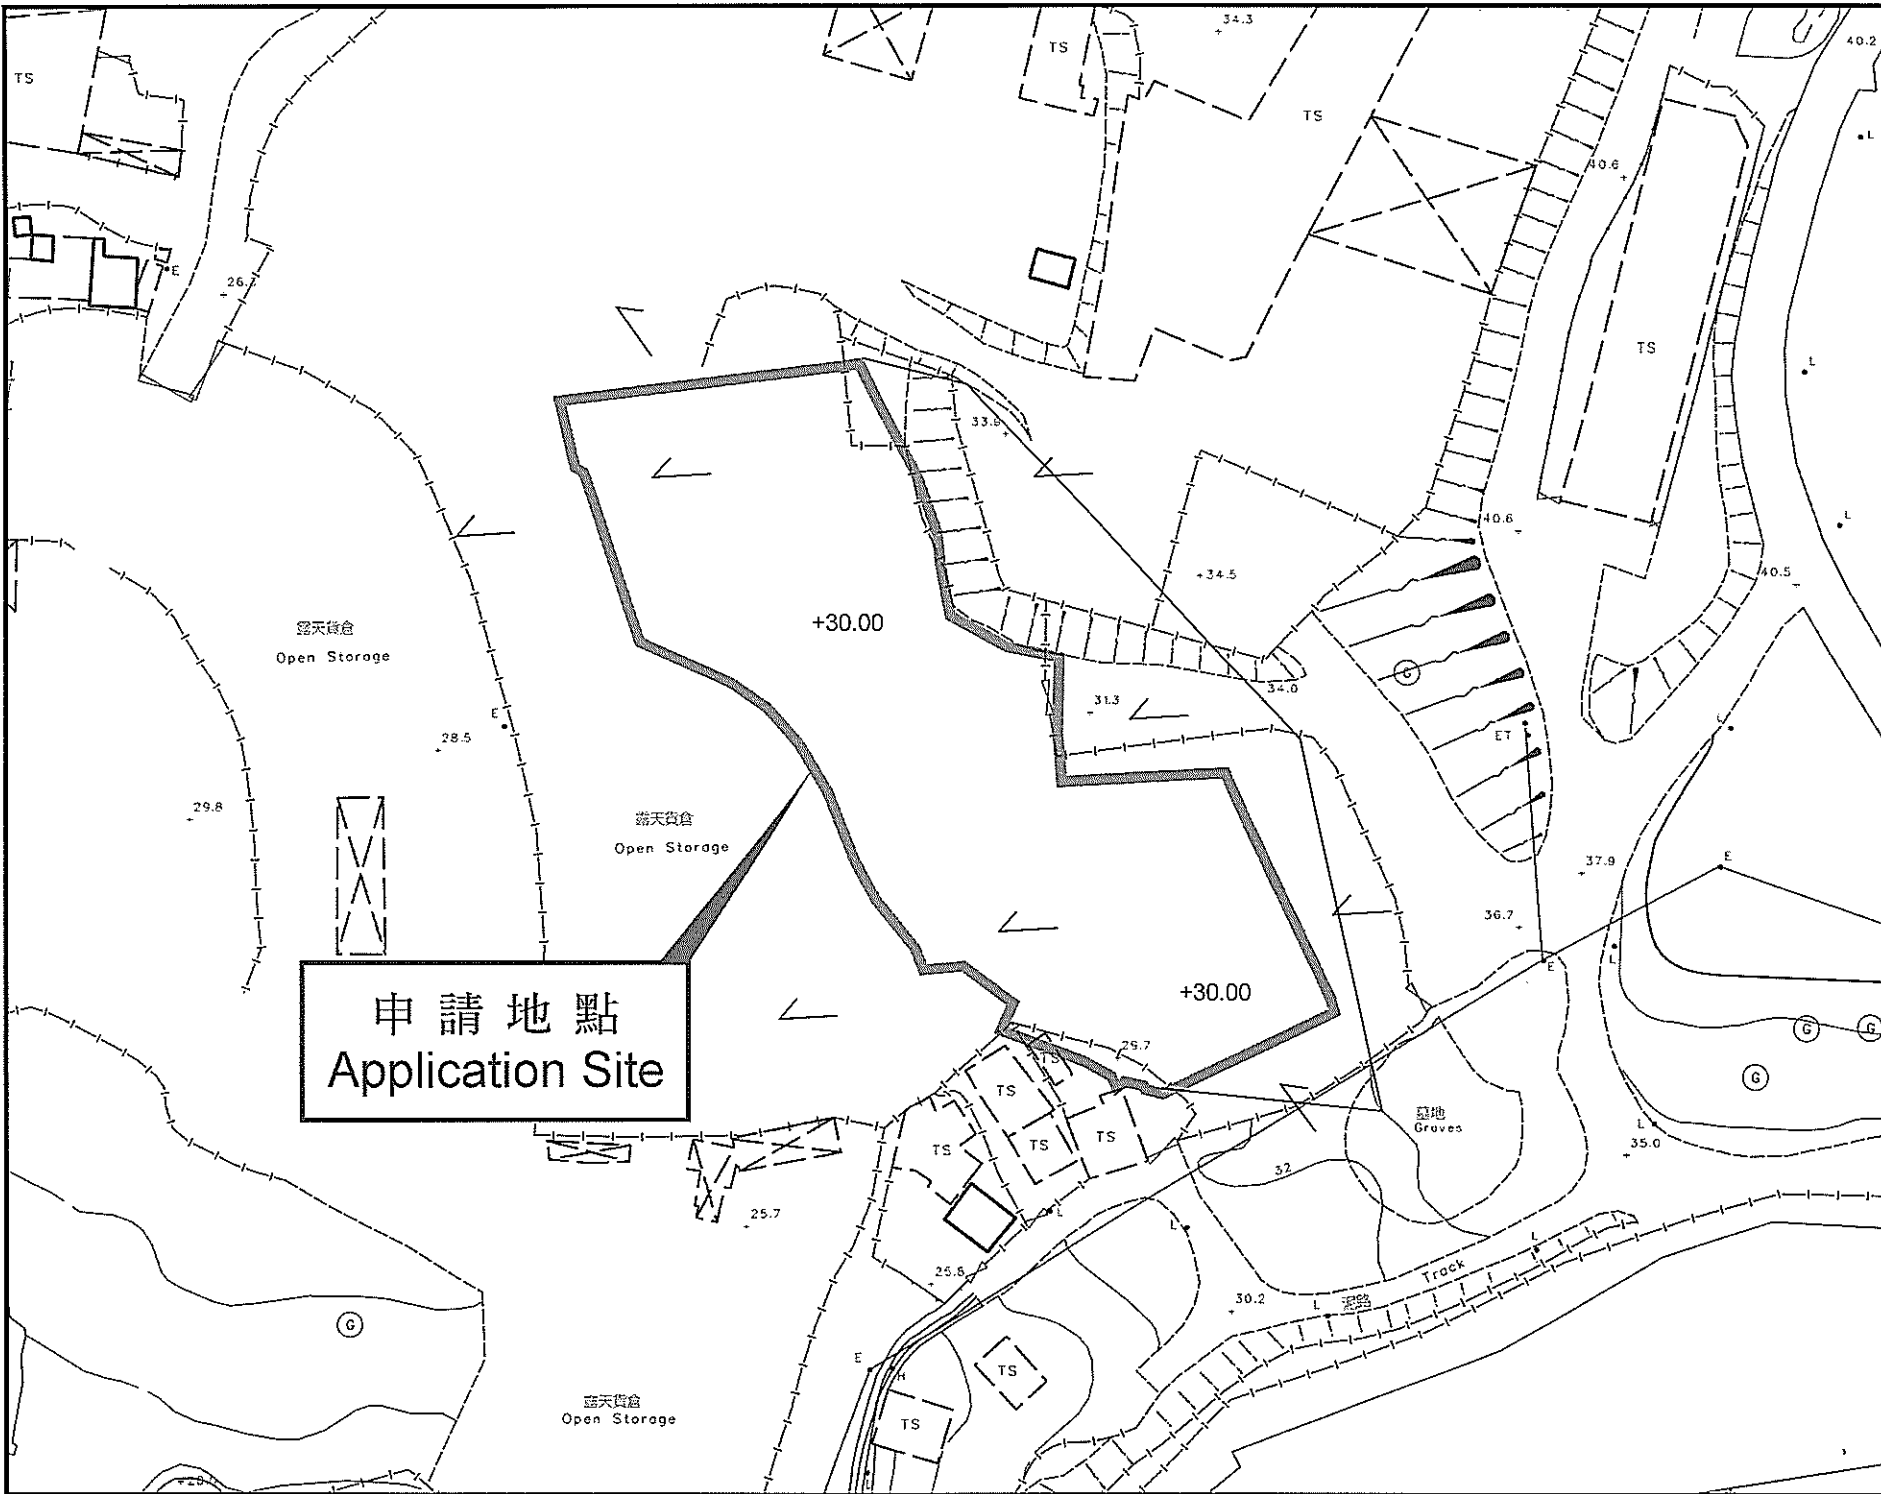 34.3
40.2
TS
TS
TS
L
40.6
E
26.
TS
L
33.8
L
40.6
+34.5
40.5
+30.00
露天貨倉
Open Storage
G
34.0
31.3
E
28.5
ET
L
29.8
露天貨倉
Open Storage
37.9
E
36.7
L
E
+30.00
申請地點
Application Site
G
G
29.7
TS
G
TS
墓地
Graves
TS
TS
TS
L
35.0
32
25.7
L
L
L
25.8
Track
30.2
L
G
E
H
TS
露天貨倉
Open Storage
TS
L